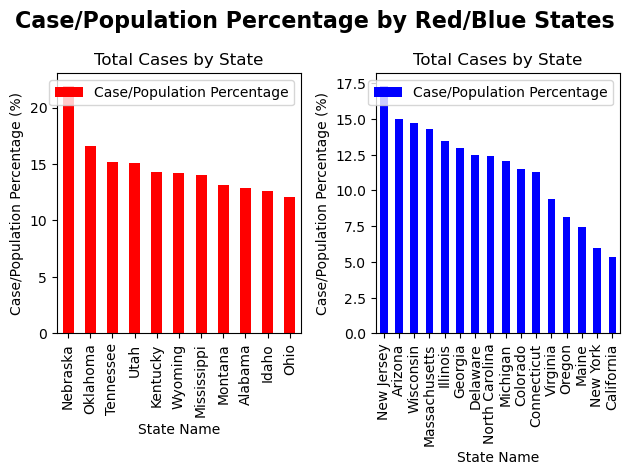 Case/Population Percentage by Red/Blue States
Total Cases by State
Case/Population Percentage
Case/Population Percentage (%)
20
15
10
5
0
Nebraska
Oklahoma
Tennessee
Utah
Kentucky
Wyoming
Mississippi
Montana
Alabama
Idaho
Ohio
State Name
Total Cases by State
Case/Population Percentage
Case/Population Percentage (%)
17.5
15.0
12.5
10.0
7.5
5.0
2.5
0.0
New Jersey
Arizona
Wisconsin
Massachusetts
Illinois
Georgia
Delaware
North Carolina
Michigan
Colorado
Connecticut
Virginia
Oregon
Maine
New York
California
State Name